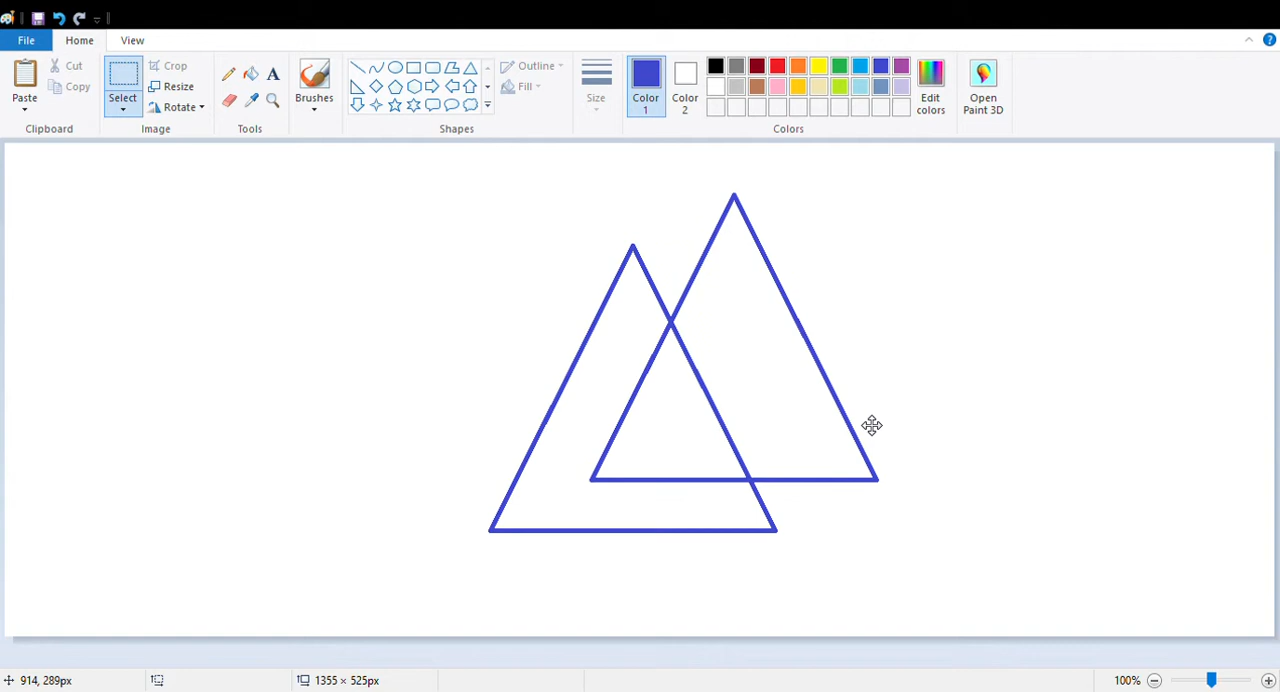 File Home View
Paste
Cut
Copy
Clipboard
Select
Crop
Resize
Rotate
Image
A
Tools
Brushes
Outline
Fill
Shapes
Size
Color
1
Color
2
Edit
colors
Colors
Open
Paint 3D
914, 289px
1355 × 525px
100%